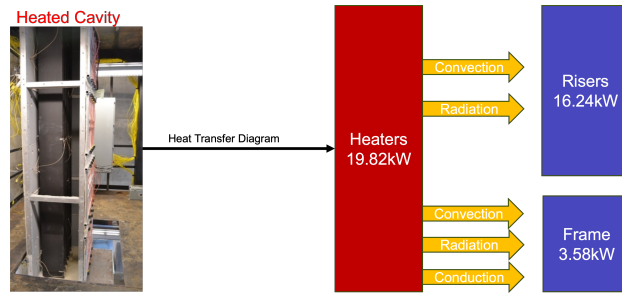 Heated Cavity
Heat Transfer Diagram
Heaters
19.82kW
Convection
Radiation
Risers
16.24kW
Convection
Radiation
Conduction
Frame
3.58kW